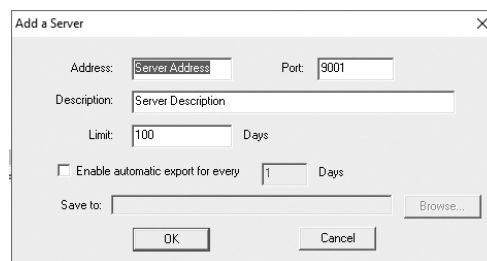 Add a Server
Address: Server Address Port: 9001
Description: Server Description
Limit: 100 Days
Enable automatic export for every 1 Days
Save to: Browse...
OK Cancel